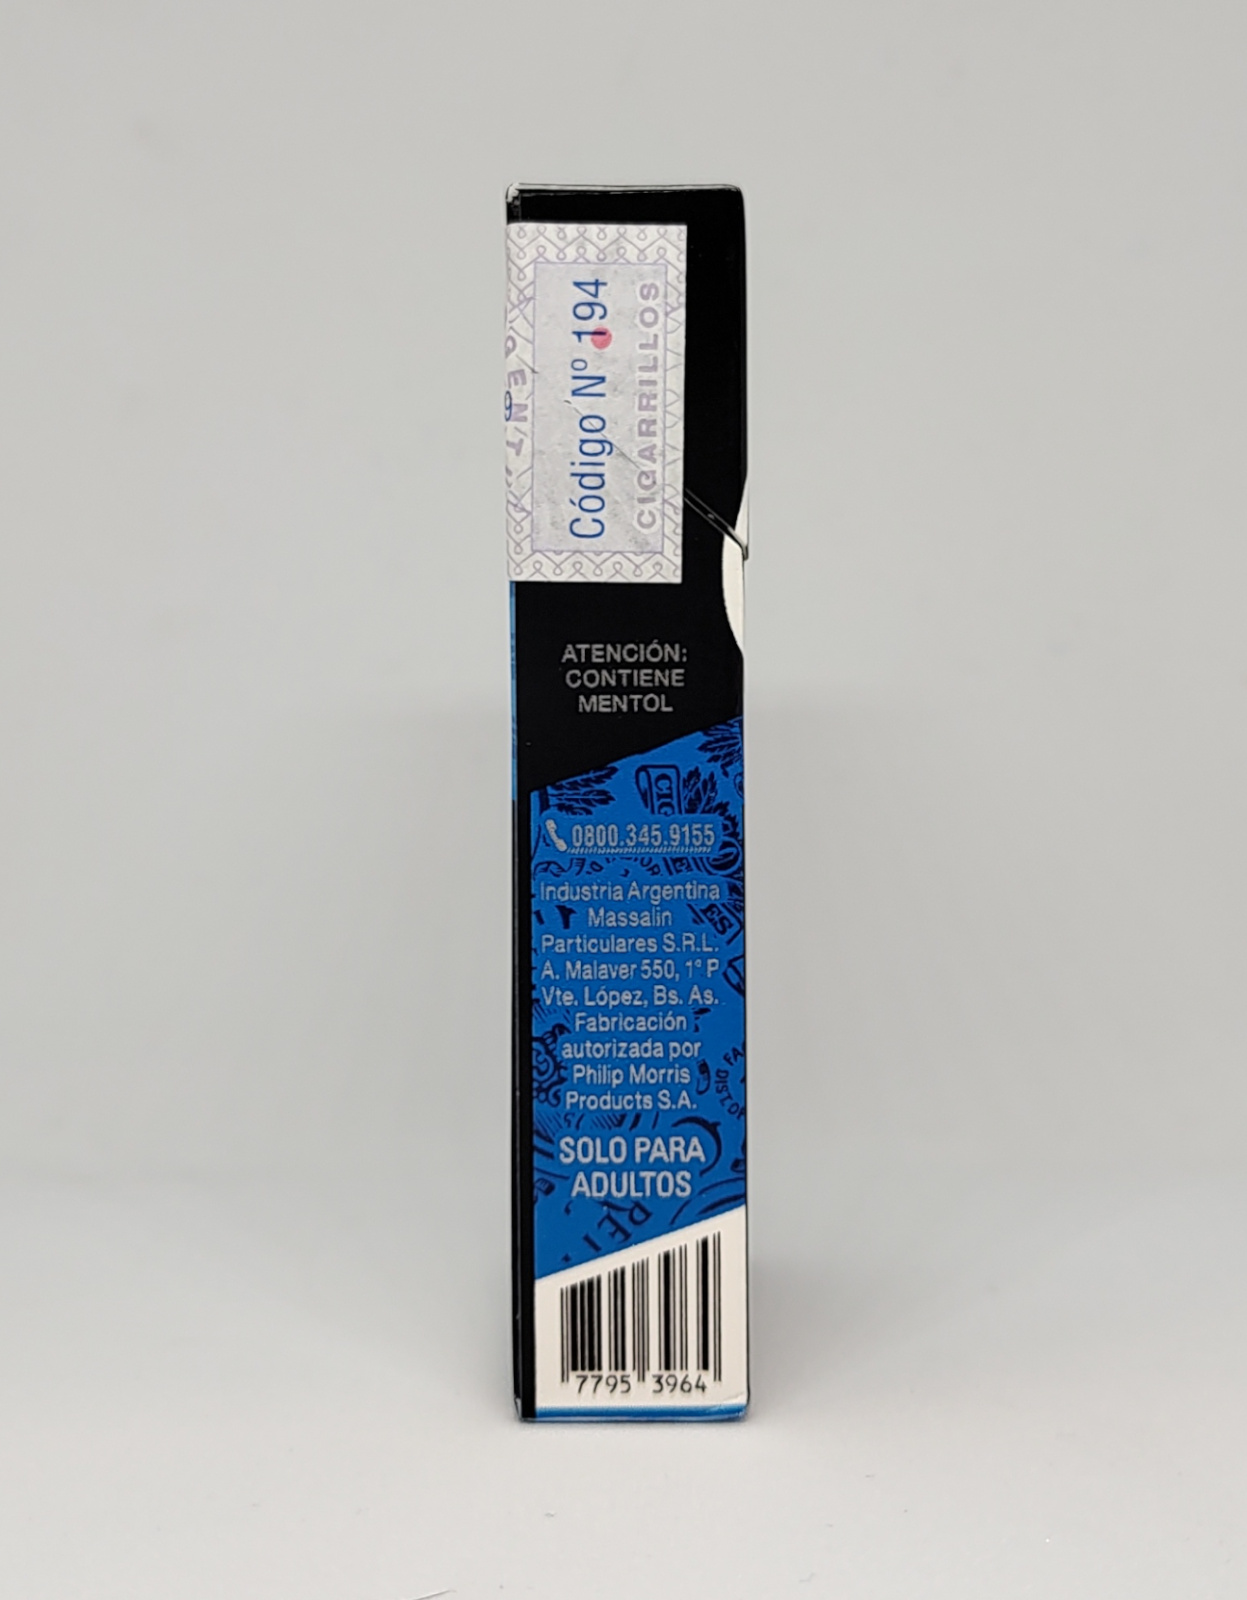 Código Nº 194
CIGARRILLOS
ATENCIÓN:
CONTIENE
MENTOL
0800.345.9155
Industria Argentina
Massalin
Particulares S.R.L.
A. Malaver 550, 1º P
Vte. López, Bs. As.
Fabricación
autorizada por
Philip Morris
Products S.A.
SOLO PARA
ADULTOS
7795 3964